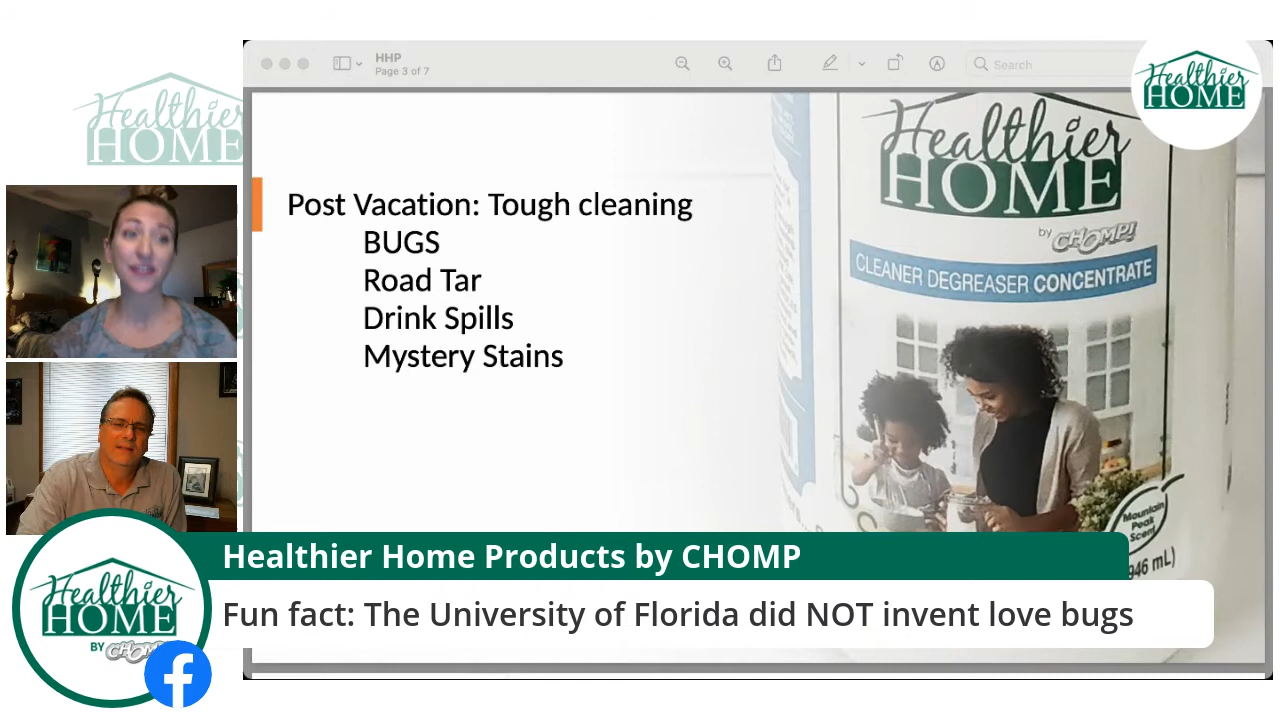 HHP
Page 3 of 7
Search
Healthier
HOME
Healthier
HOME
Post Vacation: Tough cleaning
BUGS
Road Tar
Drink Spills
Mystery Stains
Healthier
HOME
by CHOMP!
CLEANER DEGREASER CONCENTRATE
Mountain
Peak
Scent
946 mL)
Healthier Home Products by CHOMP
Fun fact: The University of Florida did NOT invent love bugs
Healthier
HOME
BY CHOMP
f